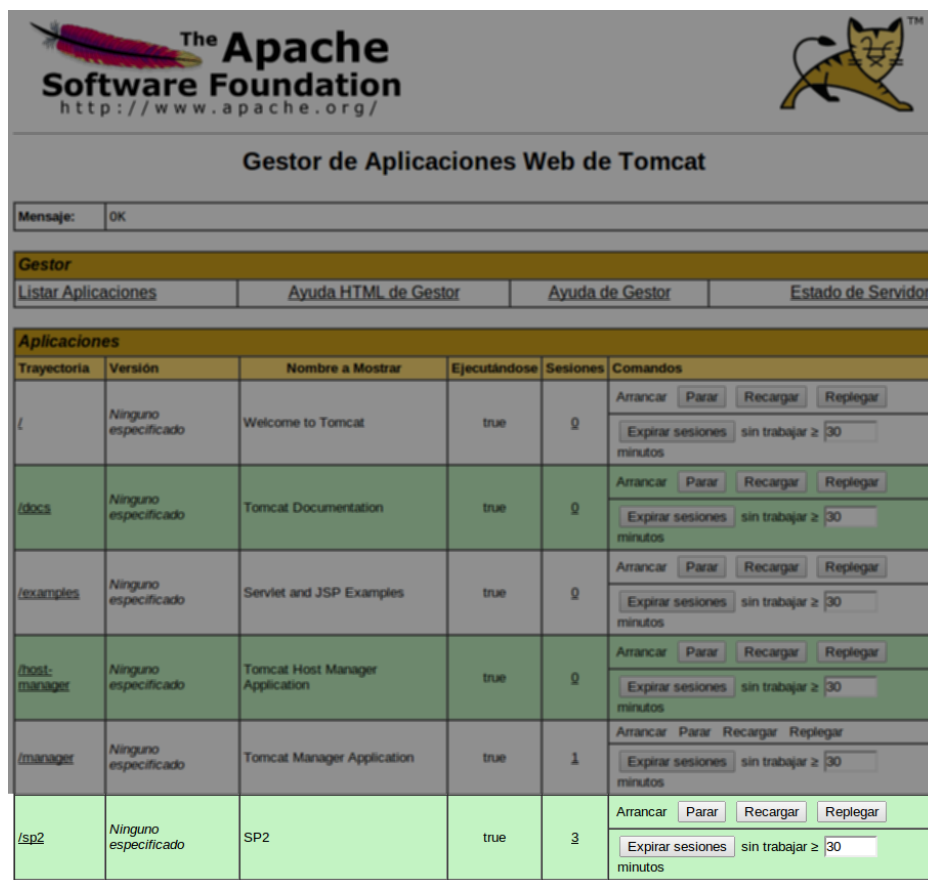 The Apache
Software Foundation
http://www.apache.org/
TM
Gestor de Aplicaciones Web de Tomcat
Mensaje: OK
Gestor
Listar Aplicaciones Ayuda HTML de Gestor Ayuda de Gestor Estado de Servidor
Aplicaciones
Trayectoria Versión Nombre a Mostrar Ejecutándose Sesiones Comandos
/ Ninguno especificado Welcome to Tomcat true 0 Arrancar Parar Recargar Replegar
Expirar sesiones sin trabajar ≥ 30
minutos
/docs Ninguno especificado Tomcat Documentation true 0 Arrancar Parar Recargar Replegar
Expirar sesiones sin trabajar ≥ 30
minutos
/examples Ninguno especificado Servlet and JSP Examples true 0 Arrancar Parar Recargar Replegar
Expirar sesiones sin trabajar ≥ 30
minutos
/host-manager Ninguno especificado Tomcat Host Manager Application true 0 Arrancar Parar Recargar Replegar
Expirar sesiones sin trabajar ≥ 30
minutos
/manager Ninguno especificado Tomcat Manager Application true 1 Arrancar Parar Recargar Replegar
Expirar sesiones sin trabajar ≥ 30
minutos
/sp2 Ninguno especificado SP2 true 3 Arrancar Parar Recargar Replegar
Expirar sesiones sin trabajar ≥ 30
minutos